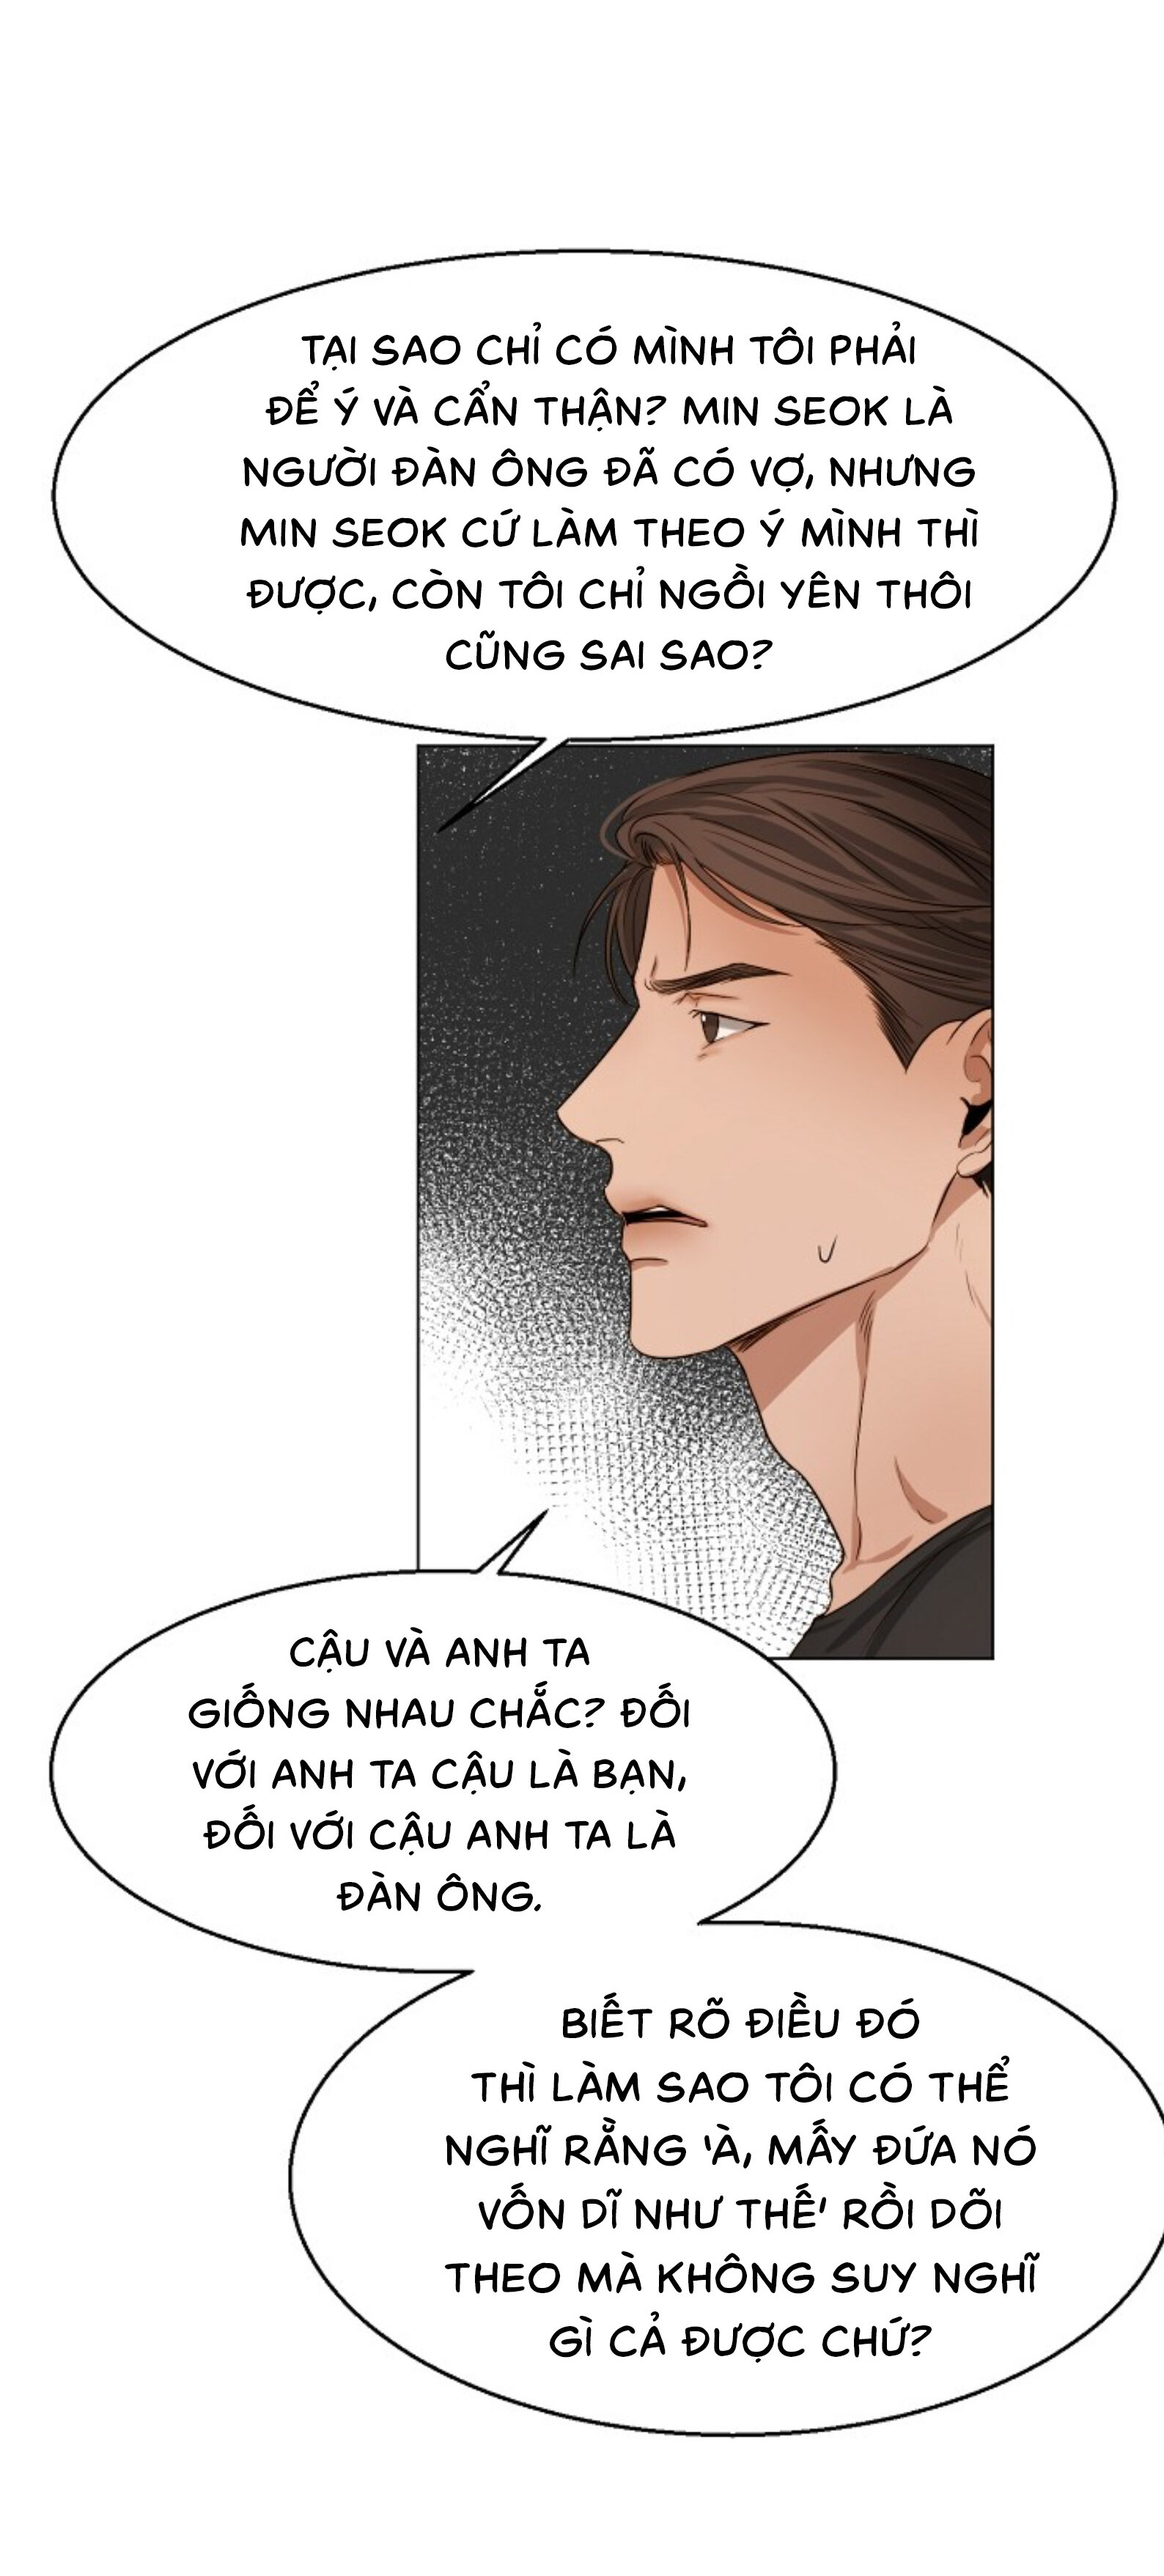 TẠI SAO CHỈ CÓ MÌNH TÔI PHẢI
ĐỂ Ý VÀ CẨN THẬN? MIN SEOK LÀ
NGƯỜI ĐÀN ÔNG ĐÃ CÓ VỢ, NHƯNG
MIN SEOK CỨ LÀM THEO Ý MÌNH THÌ
ĐƯỢC, CÒN TÔI CHỈ NGỒI YÊN THÔI
CŨNG SAI SAO?
CẬU VÀ ANH TA
GIỐNG NHAU CHẮC? ĐỐI
VỚI ANH TA CẬU LÀ BẠN,
ĐỐI VỚI CẬU ANH TA LÀ
ĐÀN ÔNG.
BIẾT RÕ ĐIỀU ĐÓ
THÌ LÀM SAO TÔI CÓ THỂ
NGHĨ RẰNG 'À, MẤY ĐỨA NÓ
VỐN DĨ NHƯ THẾ' RỒI DÕI
THEO MÀ KHÔNG SUY NGHĨ
GÌ CẢ ĐƯỢC CHỨ?